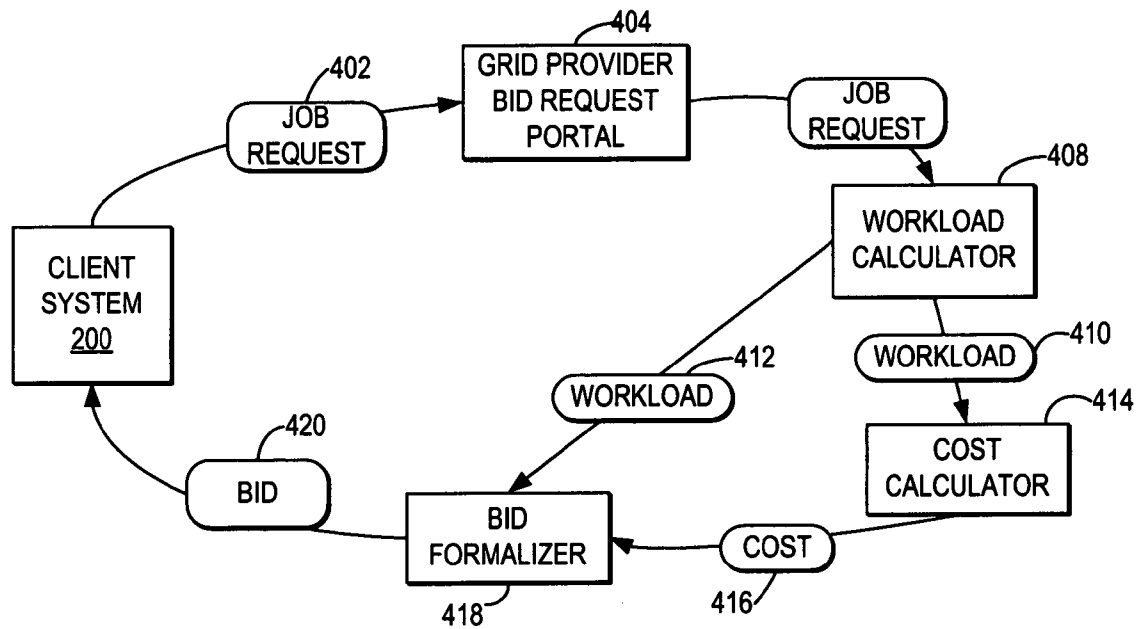 404
402
GRID PROVIDER
BID REQUEST
PORTAL
JOB
REQUEST
JOB
REQUEST
408
WORKLOAD
CALCULATOR
CLIENT
SYSTEM
200
410
WORKLOAD
412
WORKLOAD
414
COST
CALCULATOR
420
BID
BID
FORMALIZER
418
COST
416